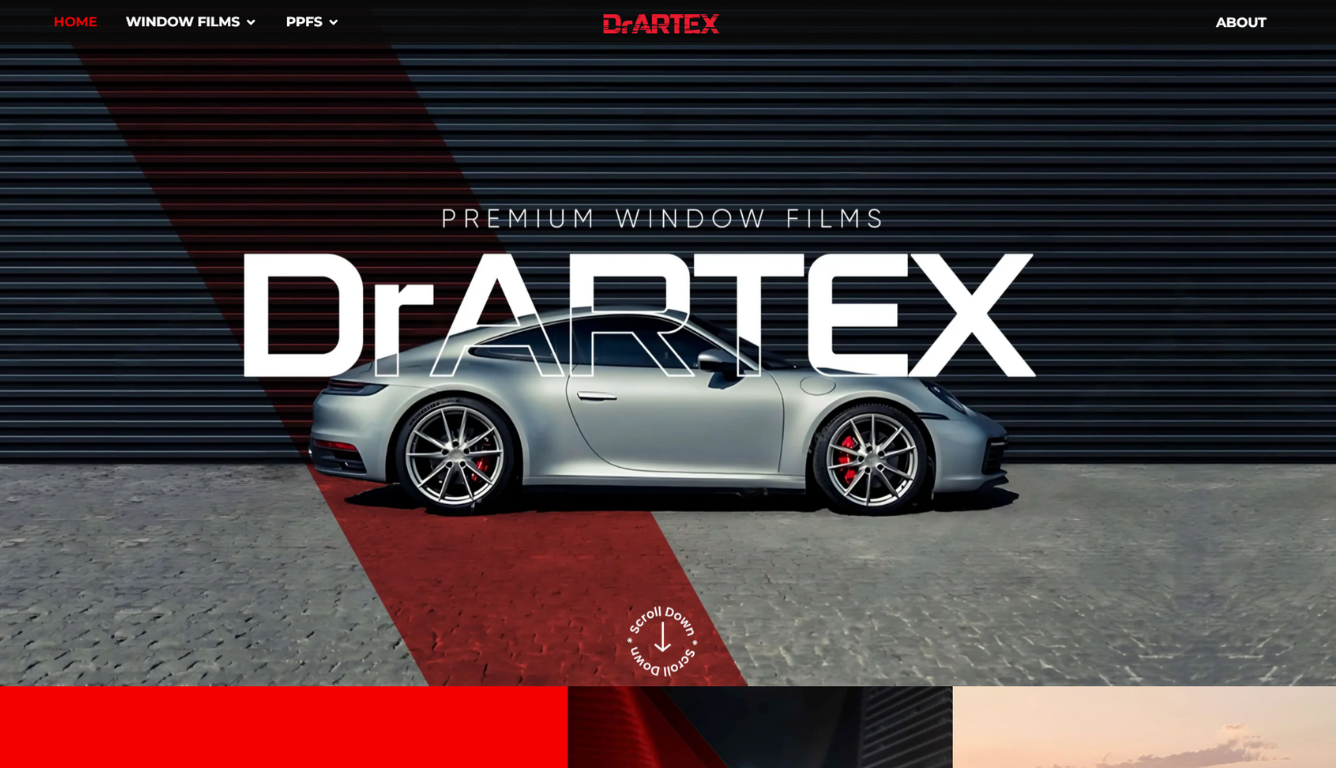 HOME
WINDOW FILMS
PPFS
DrARTEX
ABOUT
PREMIUM WINDOW FILMS
DrARTEX
Scroll Down * Scroll Down *